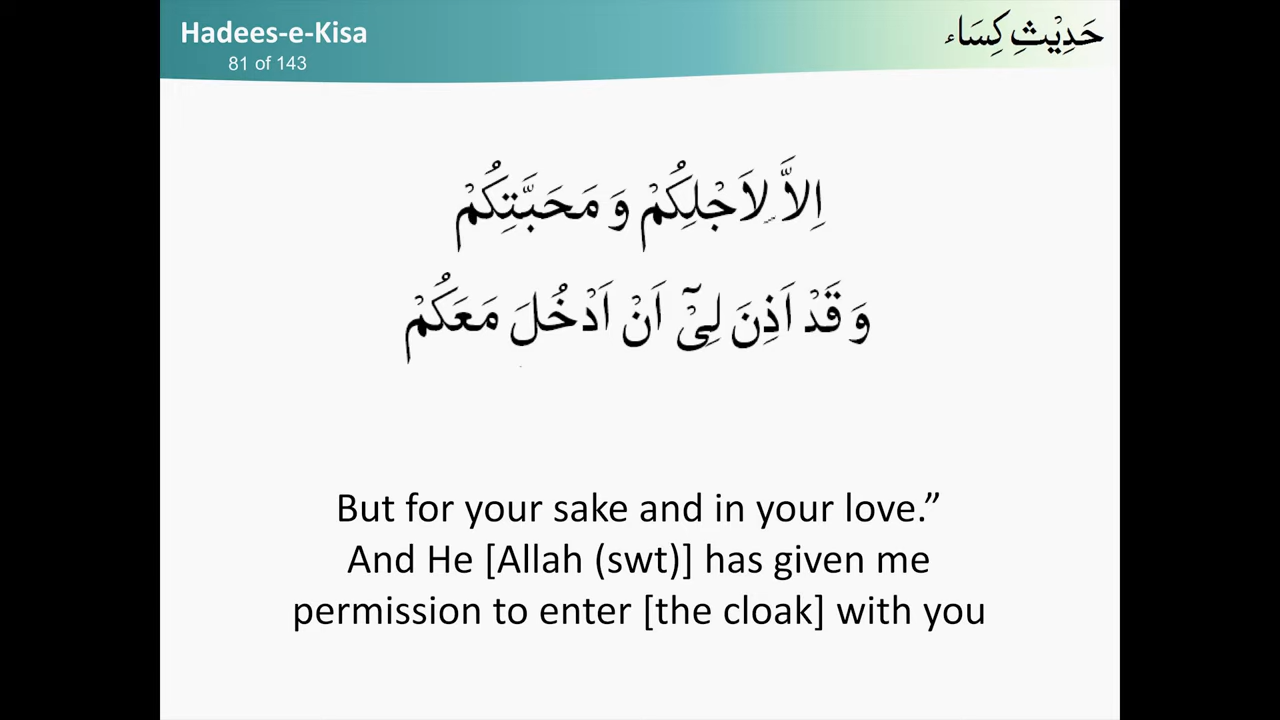 Hadees-e-Kisa
حَدِيْثِ كِسَاء
81 of 143
اِلاَّ لِاَجْلِكُمْ وَ مَحَبَّتِكُمْ
وَ قَدْ اَذِنَ لِيْۤ اَنْ اَدْخُلَ مَعَكُمْ
But for your sake and in your love.”
And He [Allah (swt)] has given me
permission to enter [the cloak] with you